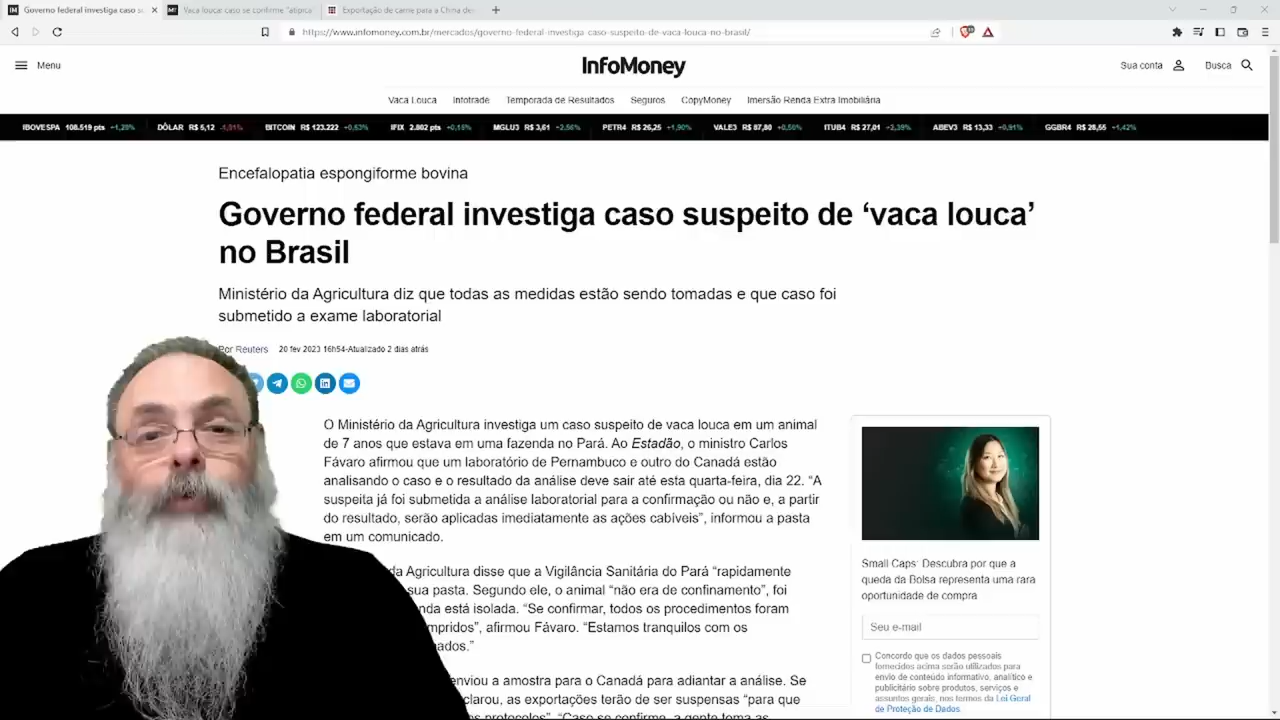 Governo federal investiga caso su
Vaca louca: caso se confirme "atípica"
Exportação de carne para a China de
https://www.infomoney.com.br/mercados/governo-federal-investiga-caso-suspeito-de-vaca-louca-no-brasil/
Menu
InfoMoney
Sua conta
Busca
Vaca Louca Infotrade Temporada de Resultados Seguros CopyMoney Imersão Renda Extra Imobiliária
IBOVESPA 108.519 pts +1,28% DÓLAR R$ 5,12 BITCOIN R$ 123.222 +0,63% IFIX 2.802 pts +0,15% MGLU3 R$ 3,61 +2,56% PETR4 R$ 26,25 +1,90% VALE3 R$ 87,80 +0,50% ITUB4 R$ 27,01 +2,39% ABEV3 R$ 13,33 +0,91% GGBR4 R$ 28,55 +1,42%
Encefalopatia espongiforme bovina
Governo federal investiga caso suspeito de ‘vaca louca’
no Brasil
Ministério da Agricultura diz que todas as medidas estão sendo tomadas e que caso foi
submetido a exame laboratorial
Por Reuters 20 fev 2023 16h54-Atualizado 2 dias atrás
O Ministério da Agricultura investiga um caso suspeito de vaca louca em um animal
de 7 anos que estava em uma fazenda no Pará. Ao Estadão, o ministro Carlos
Fávaro afirmou que um laboratório de Pernambuco e outro do Canadá estão
analisando o caso e o resultado da análise deve sair até esta quarta-feira, dia 22. “A
suspeita já foi submetida a análise laboratorial para a confirmação ou não e, a partir
do resultado, serão aplicadas imediatamente as ações cabíveis”, informou a pasta
em um comunicado.
da Agricultura disse que a Vigilância Sanitária do Pará “rapidamente
sua pasta. Segundo ele, o animal “não era de confinamento”, foi
nda está isolada. “Se confirmar, todos os procedimentos foram
mpridos”, afirmou Fávaro. “Estamos tranquilos com os
ados.”
enviou a amostra para o Canadá para adiantar a análise. Se
clarou, as exportações terão de ser suspensas “para que
os protocolos”. “Caso se confirme, a gente toma as
Small Caps: Descubra por que a
queda da Bolsa representa uma rara
oportunidade de compra
Seu e-mail
Concordo que os dados pessoais
fornecidos acima serão utilizados para
envio de conteúdo informativo, analítico e
publicitário sobre produtos, serviços e
assuntos gerais, nos termos da Lei Geral
de Proteção de Dados.